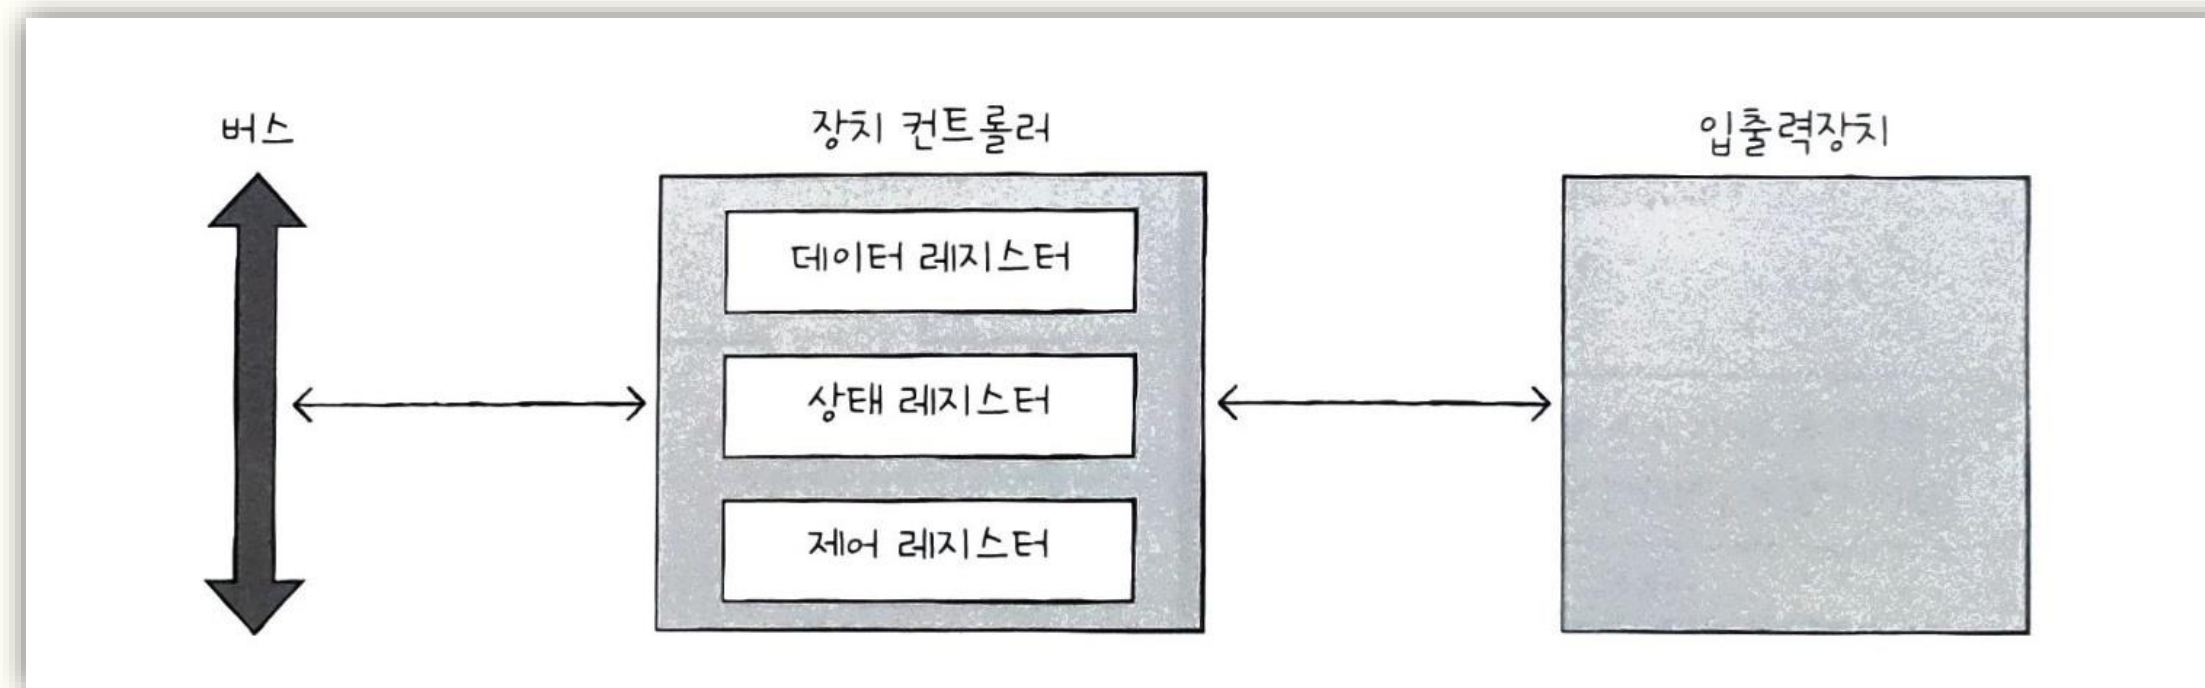 버스
장치 컨트롤러
입출력장치
데이터 레지스터
상태 레지스터
제어 레지스터